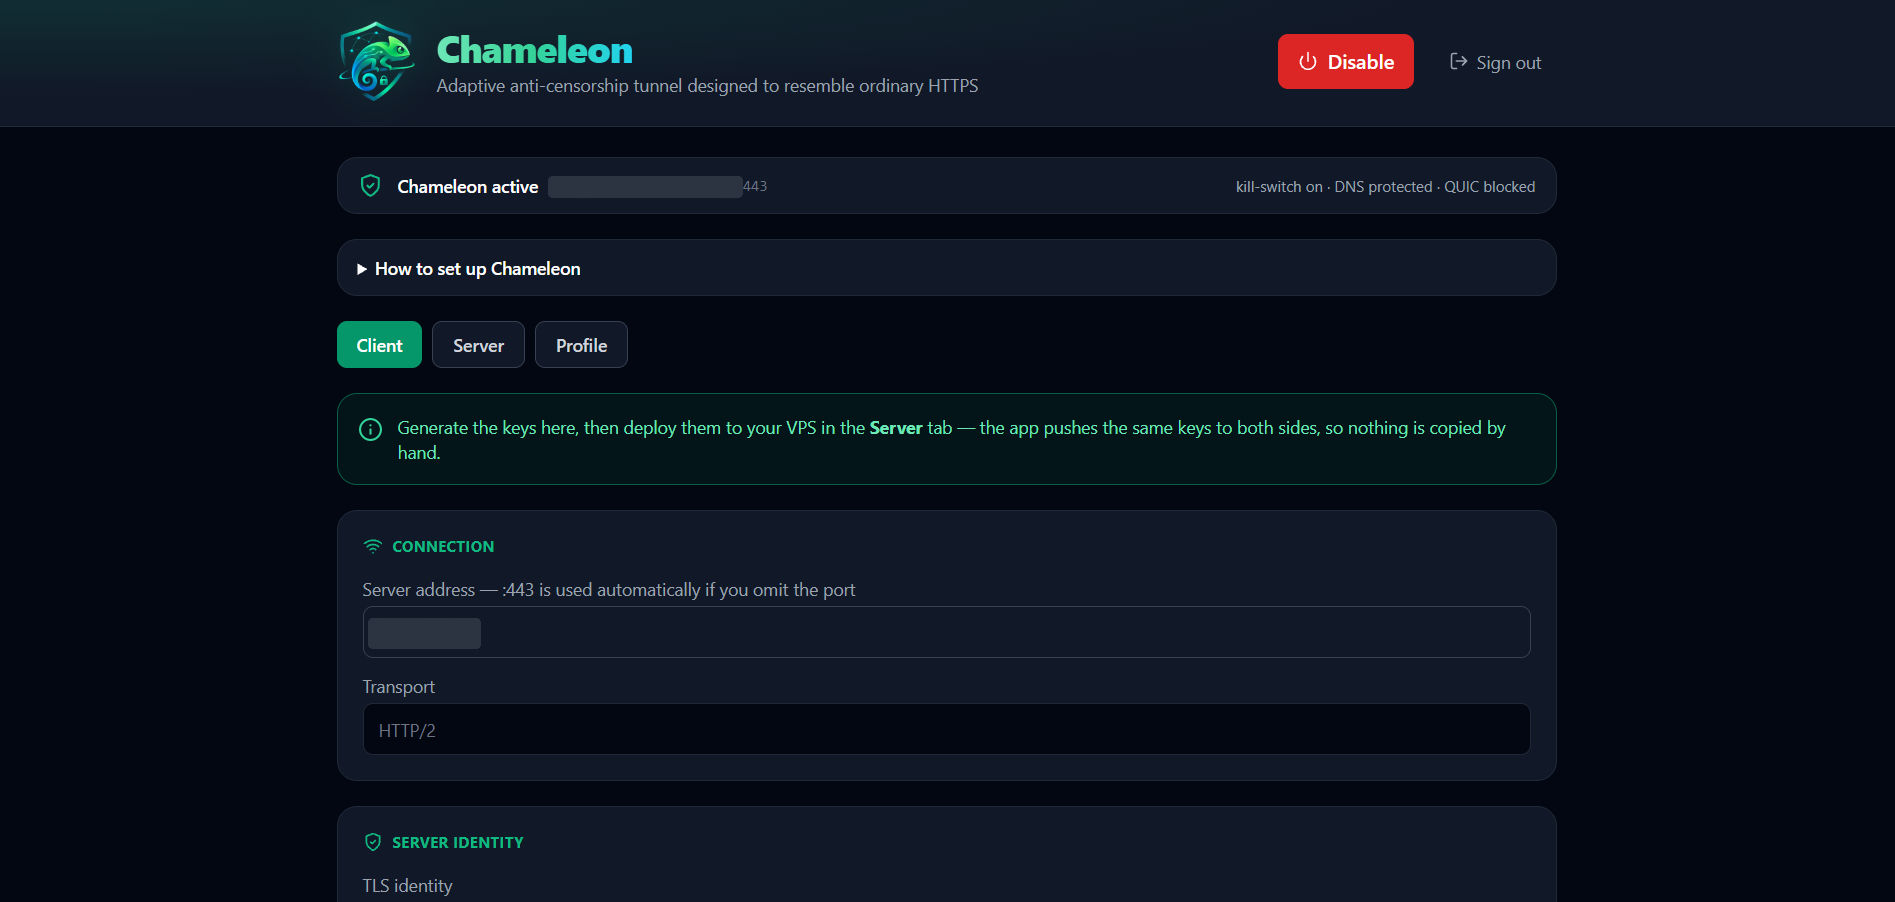 Chameleon
Adaptive anti-censorship tunnel designed to resemble ordinary HTTPS
Disable
Sign out
Chameleon active 443
kill-switch on · DNS protected · QUIC blocked
How to set up Chameleon
Client
Server
Profile
Generate the keys here, then deploy them to your VPS in the Server tab — the app pushes the same keys to both sides, so nothing is copied by
hand.
CONNECTION
Server address — :443 is used automatically if you omit the port
Transport
HTTP/2
SERVER IDENTITY
TLS identity